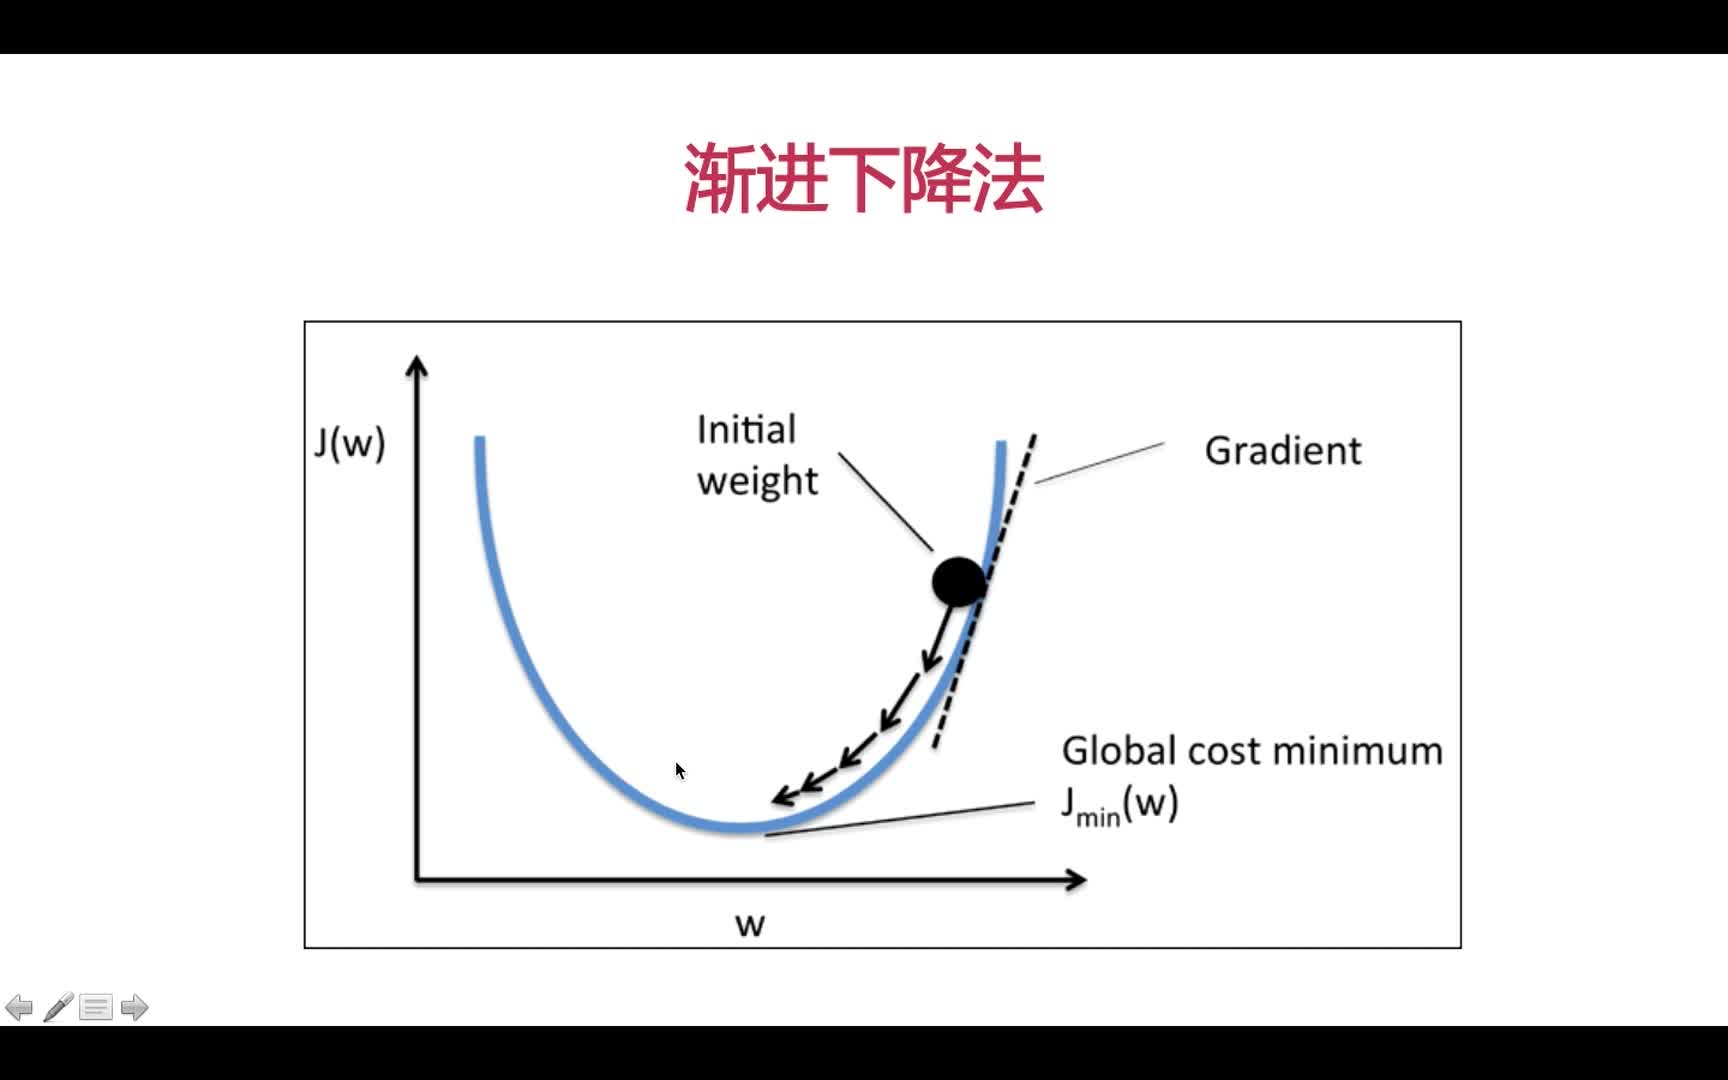 渐进下降法
J(w)
Initial
weight
Gradient
Global cost minimum
Jmin(w)
w